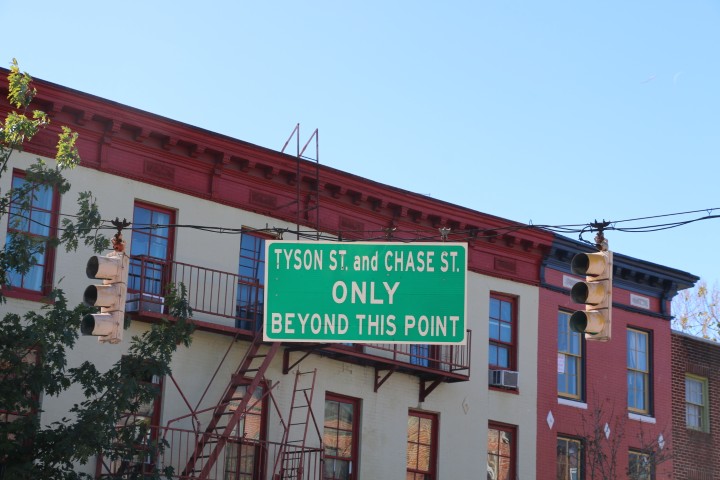 TYSON ST. and CHASE ST.
ONLY
BEYOND THIS POINT